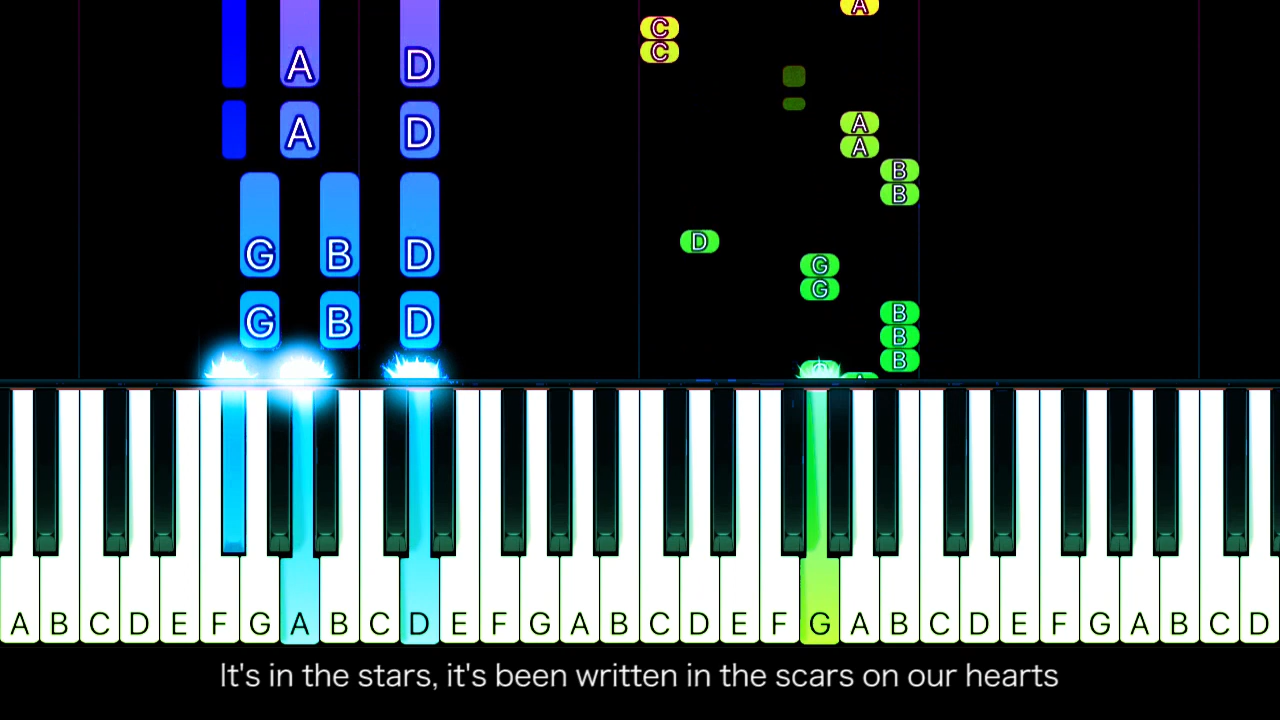 A
C
A D
C
A
A D
A
B
B
D
G B D
G
G
B
G B D
B
B
A B C D E F G A B C D E F G A B C D E F G A B C D E F G A B C D
It's in the stars, it's been written in the scars on our hearts